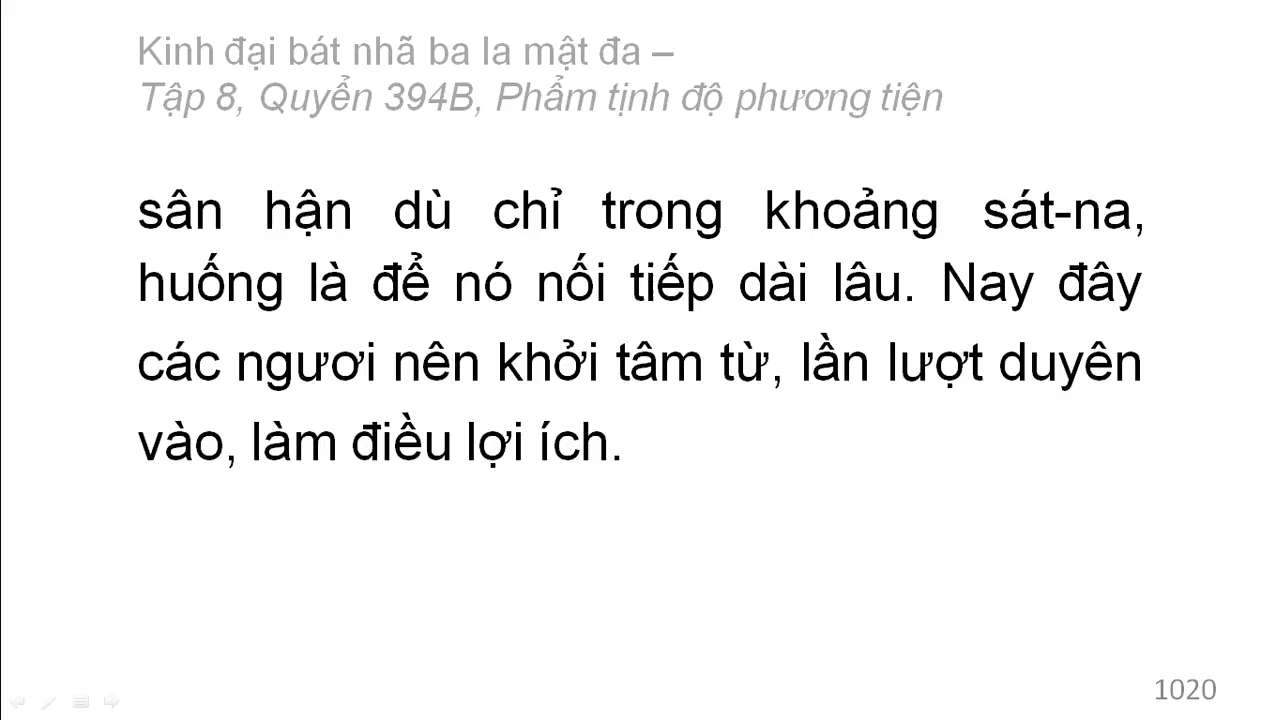 Kinh đại bát nhã ba la mật đa –
Tập 8, Quyển 394B, Phẩm tịnh độ phương tiện
sân hận dù chỉ trong khoảng sát-na,
huống là để nó nối tiếp dài lâu. Nay đây
các ngươi nên khởi tâm từ, lần lượt duyên
vào, làm điều lợi ích.
1020